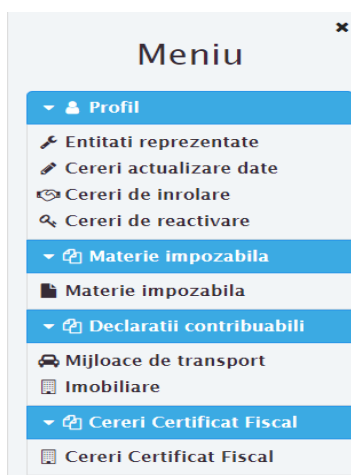 Meniu
Profil
Entitati reprezentate
Cereri actualizare date
Cereri de inrolare
Cereri de reactivare
Materie impozabila
Materie impozabila
Declaratii contribuabili
Mijloace de transport
Imobiliare
Cereri Certificat Fiscal
Cereri Certificat Fiscal